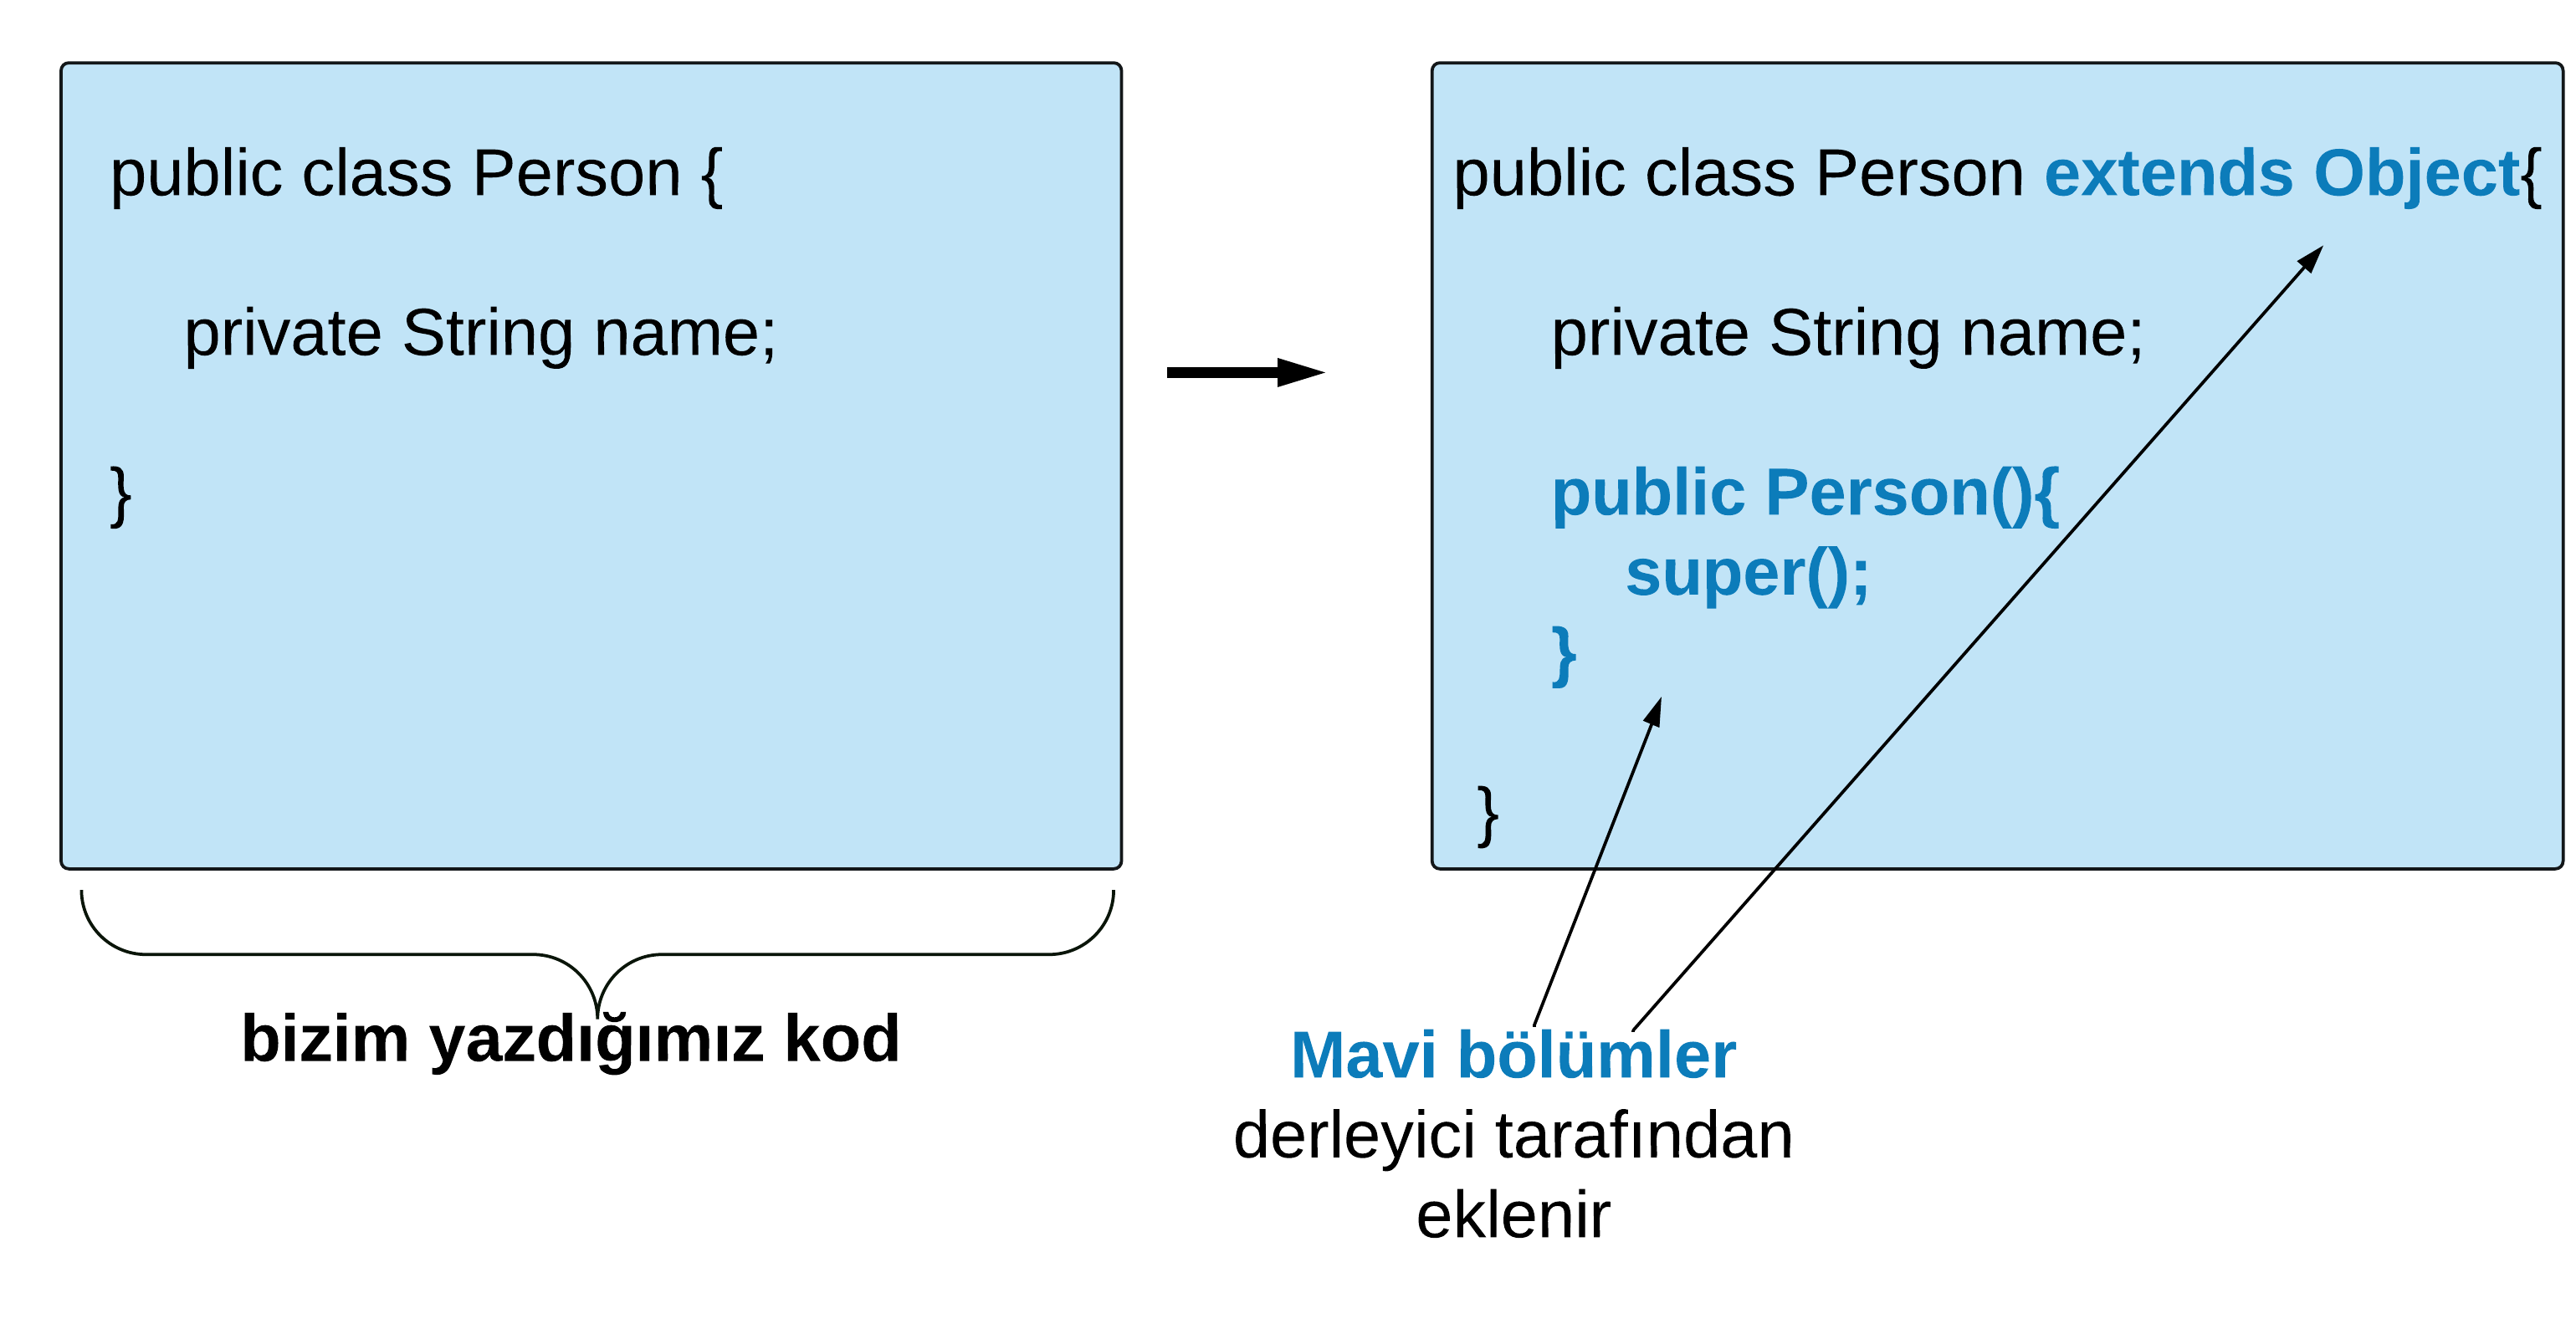 public class Person {
private String name;
}
bizim yazdığımız kod
public class Person extends Object{
private String name;
public Person(){
super();
}
}
Mavi bölümler
derleyici tarafından
eklenir